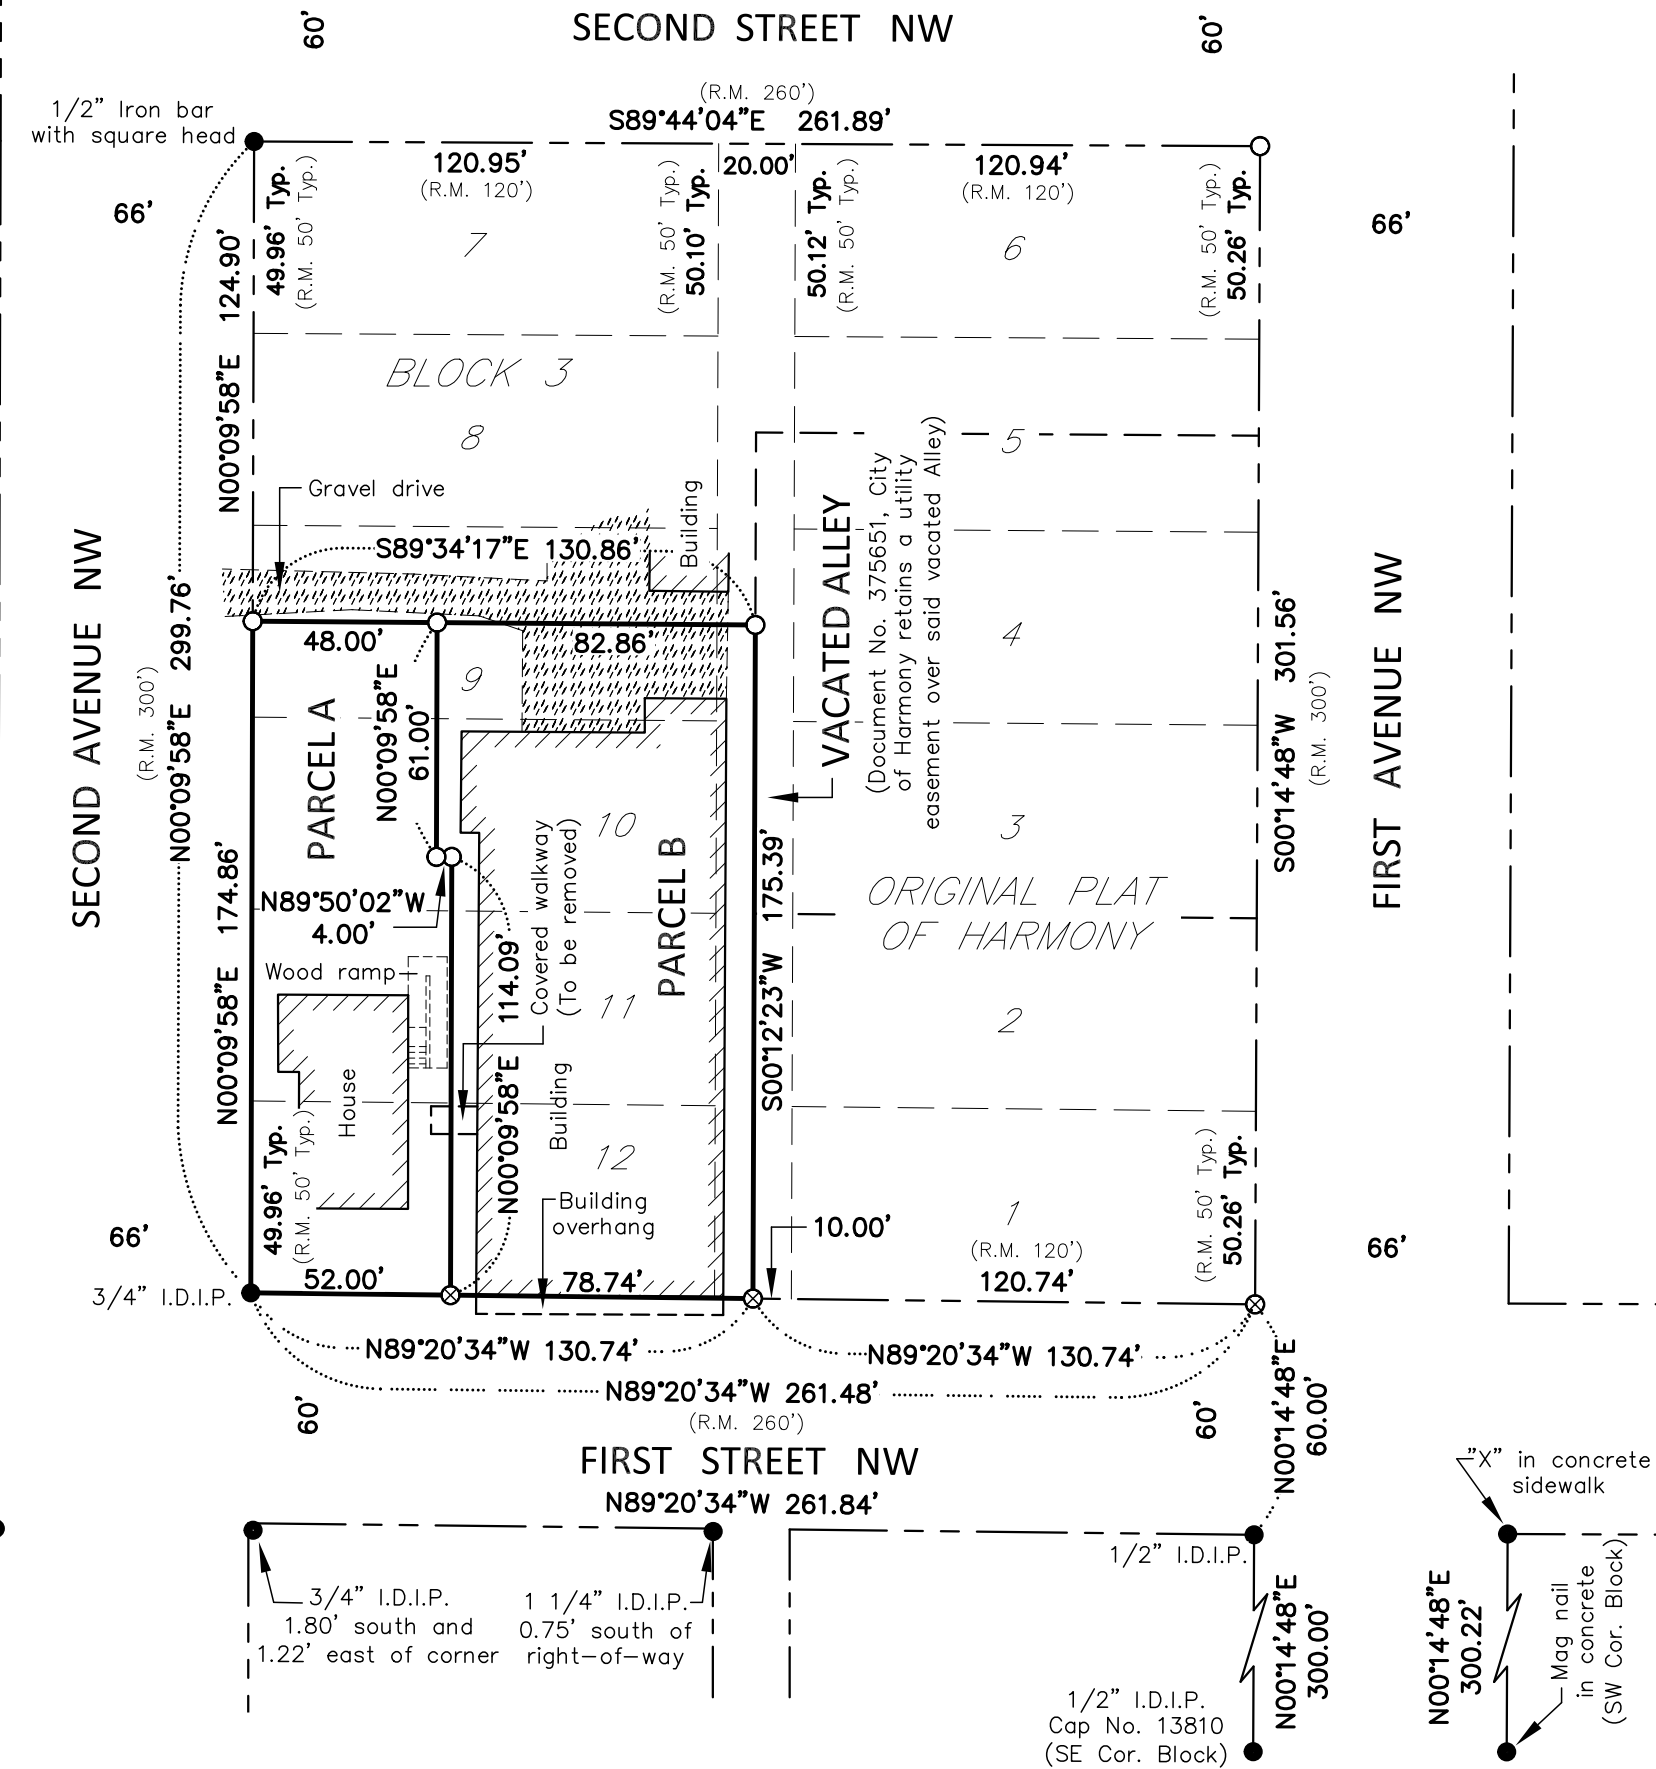 60'
SECOND STREET NW
60'
(R.M. 260')
S89°44'04"E 261.89'
1/2" Iron bar
with square head
120.95'
(R.M. 120')
20.00'
120.94'
(R.M. 120')
66'
49.96' Typ.
(R.M. 50' Typ.)
(R.M. 50' Typ.)
50.10' Typ.
50.12' Typ.
(R.M. 50' Typ.)
(R.M. 50' Typ.)
50.26' Typ.
66'
7
6
N00°09'58"E 124.90'
BLOCK 3
8
5
Gravel drive
Building
S89°34'17"E 130.86'
VACATED ALLEY
(Document No. 375651, City
of Harmony retains a utility
easement over said vacated Alley)
SECOND AVENUE NW
(R.M. 300')
N00°09'58"E 299.76'
48.00'
82.86'
4
S00°14'48"W 301.56'
(R.M. 300')
FIRST AVENUE NW
9
PARCEL A
N00°09'58"E
61.00'
10
PARCEL B
3
N00°09'58"E 174.86'
N89°50'02"W
4.00'
Covered walkway
(To be removed)
S00°12'23"W 175.39'
ORIGINAL PLAT
OF HARMONY
Wood ramp
N00°09'58"E 114.09'
11
2
House
Building
12
49.96' Typ.
(R.M. 50' Typ.)
Building
overhang
10.00'
1
(R.M. 120')
120.74'
(R.M. 50' Typ.)
50.26' Typ.
66'
66'
3/4" I.D.I.P.
52.00'
78.74'
N89°20'34"W 130.74'
N89°20'34"W 130.74'
N89°20'34"W 261.48'
(R.M. 260')
60'
60'
N00°14'48"E
60.00'
FIRST STREET NW
N89°20'34"W 261.84'
"X" in concrete
sidewalk
1/2" I.D.I.P.
3/4" I.D.I.P.
1.80' south and
1.22' east of corner
1 1/4" I.D.I.P.
0.75' south of
right-of-way
N00°14'48"E
300.00'
N00°14'48"E
300.22'
Mag nail
in concrete
(SW Cor. Block)
1/2" I.D.I.P.
Cap No. 13810
(SE Cor. Block)